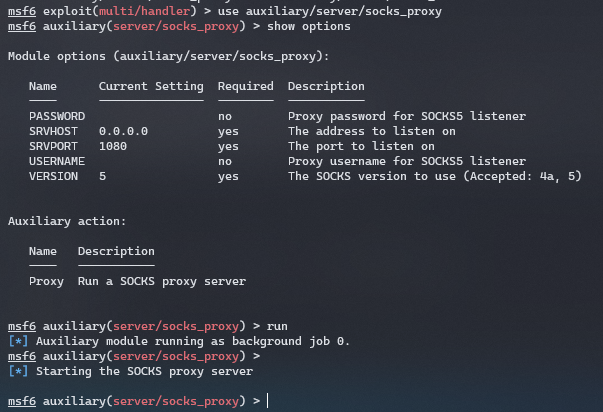 msf6 exploit(multi/handler) > use auxiliary/server/socks_proxy
msf6 auxiliary(server/socks_proxy) > show options
Module options (auxiliary/server/socks_proxy):
Name Current Setting Required Description
---- --------------- -------- -----------
PASSWORD no Proxy password for SOCKS5 listener
SRVHOST 0.0.0.0 yes The address to listen on
SRVPORT 1080 yes The port to listen on
USERNAME no Proxy username for SOCKS5 listener
VERSION 5 yes The SOCKS version to use (Accepted: 4a, 5)
Auxiliary action:
Name Description
---- -----------
Proxy Run a SOCKS proxy server
msf6 auxiliary(server/socks_proxy) > run
[*] Auxiliary module running as background job 0.
msf6 auxiliary(server/socks_proxy) >
[*] Starting the SOCKS proxy server
msf6 auxiliary(server/socks_proxy) >